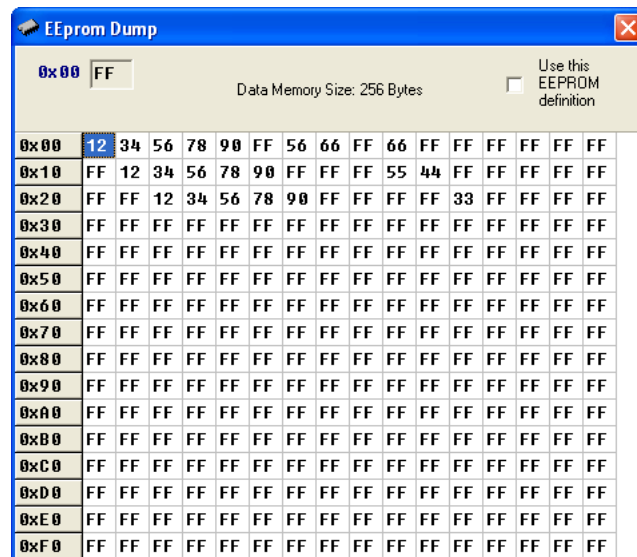 EEprom Dump
0x00 FF
Data Memory Size: 256 Bytes
Use this
EEPROM
definition
0x00 12 34 56 78 90 FF 56 66 FF 66 FF FF FF FF FF FF
0x10 FF 12 34 56 78 90 FF FF FF 55 44 FF FF FF FF FF
0x20 FF FF 12 34 56 78 90 FF FF FF FF 33 FF FF FF FF
0x30 FF FF FF FF FF FF FF FF FF FF FF FF FF FF FF FF
0x40 FF FF FF FF FF FF FF FF FF FF FF FF FF FF FF FF
0x50 FF FF FF FF FF FF FF FF FF FF FF FF FF FF FF FF
0x60 FF FF FF FF FF FF FF FF FF FF FF FF FF FF FF FF
0x70 FF FF FF FF FF FF FF FF FF FF FF FF FF FF FF FF
0x80 FF FF FF FF FF FF FF FF FF FF FF FF FF FF FF FF
0x90 FF FF FF FF FF FF FF FF FF FF FF FF FF FF FF FF
0xA0 FF FF FF FF FF FF FF FF FF FF FF FF FF FF FF FF
0xB0 FF FF FF FF FF FF FF FF FF FF FF FF FF FF FF FF
0xC0 FF FF FF FF FF FF FF FF FF FF FF FF FF FF FF FF
0xD0 FF FF FF FF FF FF FF FF FF FF FF FF FF FF FF FF
0xE0 FF FF FF FF FF FF FF FF FF FF FF FF FF FF FF FF
0xF0 FF FF FF FF FF FF FF FF FF FF FF FF FF FF FF FF